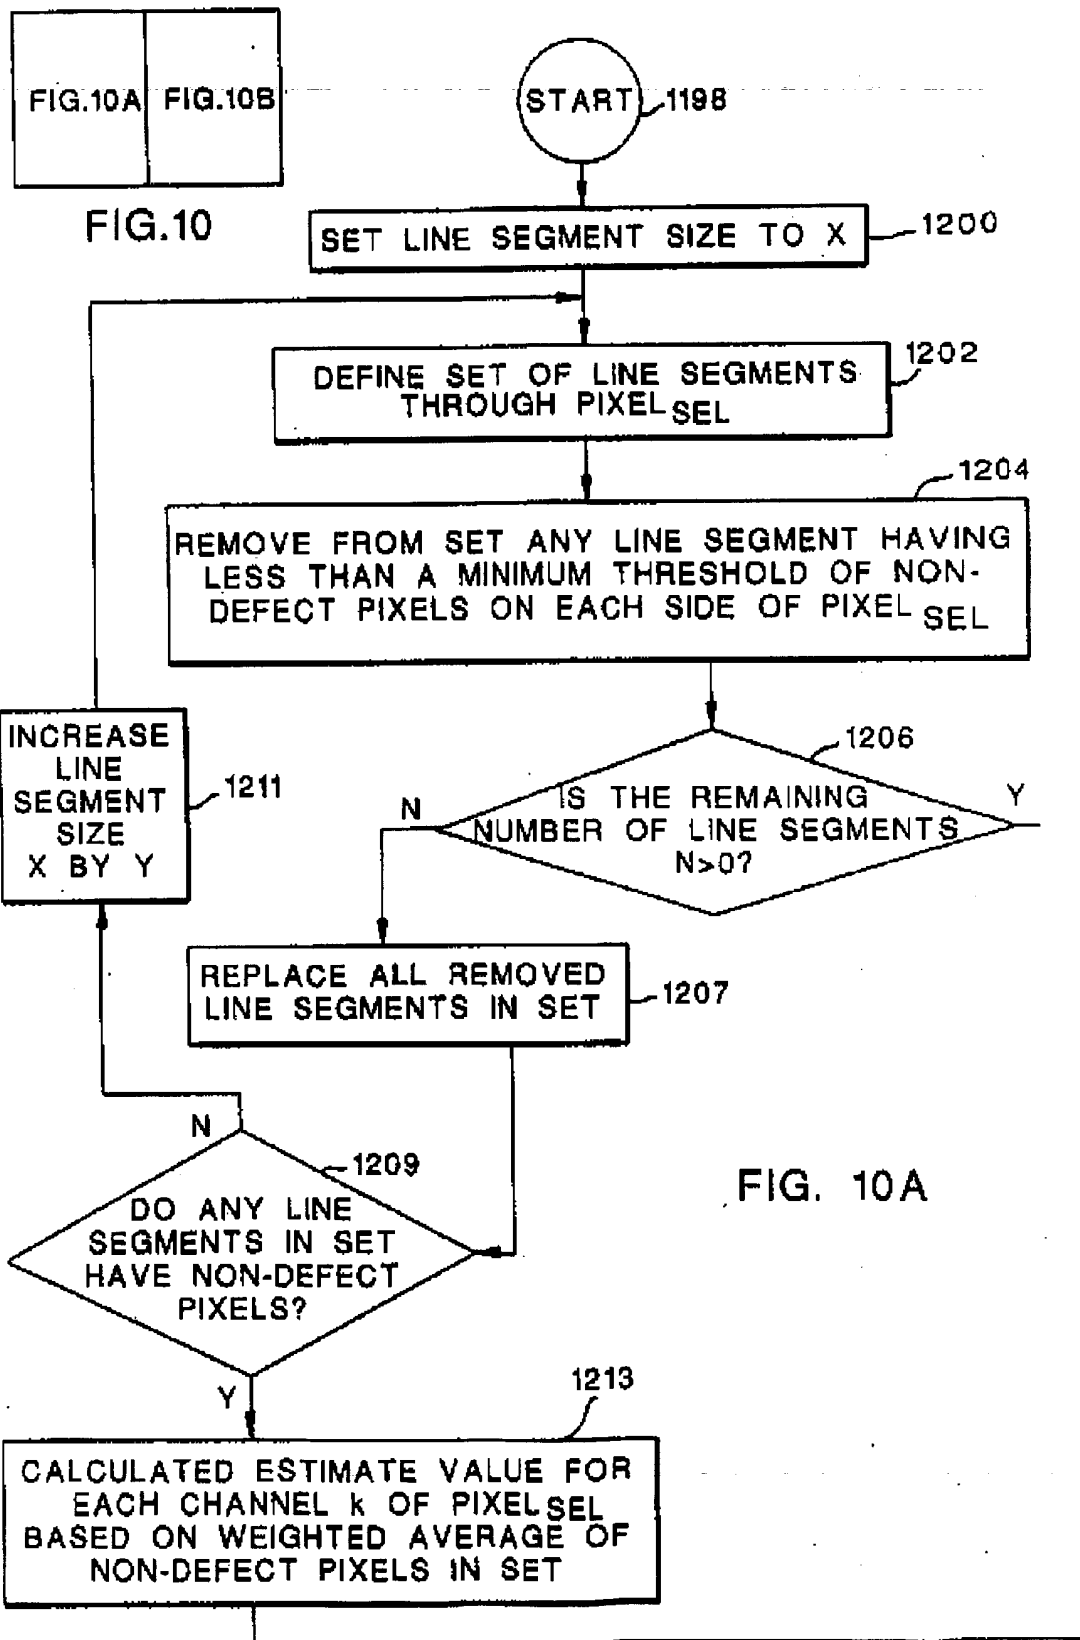 FIG.10A FIG.10B
FIG.10
START
1198
SET LINE SEGMENT SIZE TO X
1200
DEFINE SET OF LINE SEGMENTS
THROUGH PIXEL SEL
1202
1204
REMOVE FROM SET ANY LINE SEGMENT HAVING
LESS THAN A MINIMUM THRESHOLD OF NON-
DEFECT PIXELS ON EACH SIDE OF PIXEL SEL
1206
IS THE REMAINING
NUMBER OF LINE SEGMENTS
N>0?
N
Y
INCREASE
LINE
SEGMENT
SIZE
X BY Y
1211
REPLACE ALL REMOVED
LINE SEGMENTS IN SET
1207
N
1209
DO ANY LINE
SEGMENTS IN SET
HAVE NON-DEFECT
PIXELS?
FIG. 10A
Y
1213
CALCULATED ESTIMATE VALUE FOR
EACH CHANNEL k OF PIXEL SEL
BASED ON WEIGHTED AVERAGE OF
NON-DEFECT PIXELS IN SET